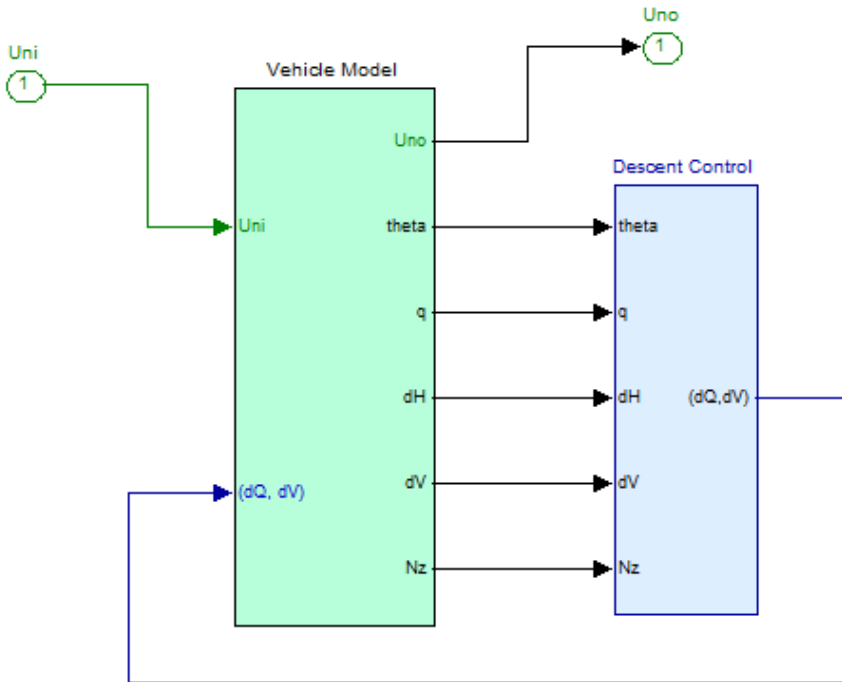 Uno
1
Uni
1
Vehicle Model
Uno
Descent Control
Uni
theta
theta
q
q
dH
dH
(dQ,dV)
(dQ, dV)
dV
dV
Nz
Nz